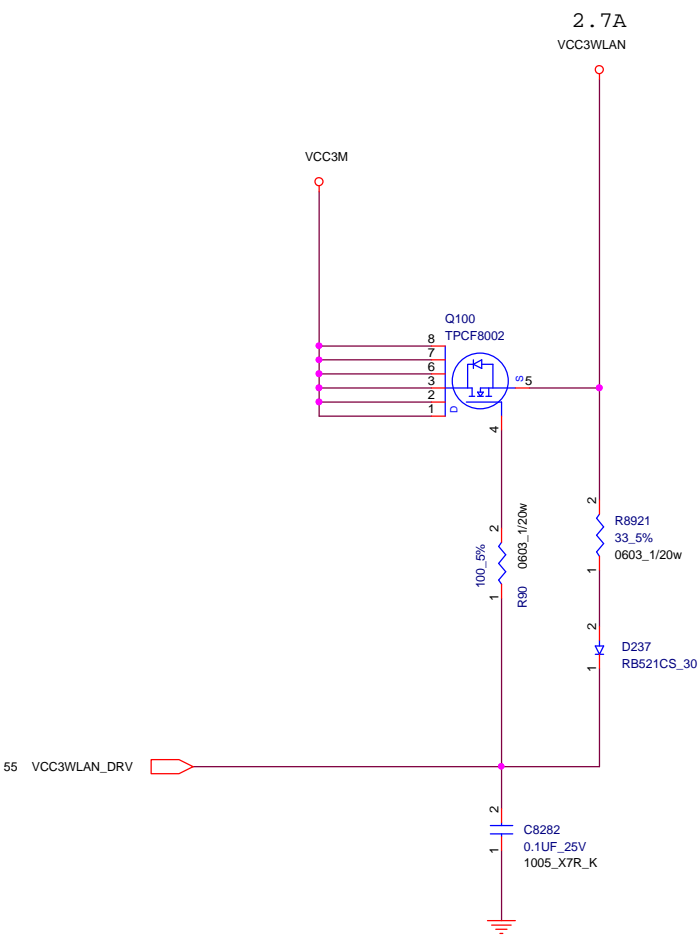 2.7A
VCC3WLAN
VCC3M
Q100
TPCF8002
8
7
6
3
2
1
D
S
5
4
2
100_5%
0603_1/20w
1
R90
2
R8921
33_5%
0603_1/20w
1
2
D237
RB521CS_30
1
55 VCC3WLAN_DRV
2
C8282
0.1UF_25V
1
1005_X7R_K